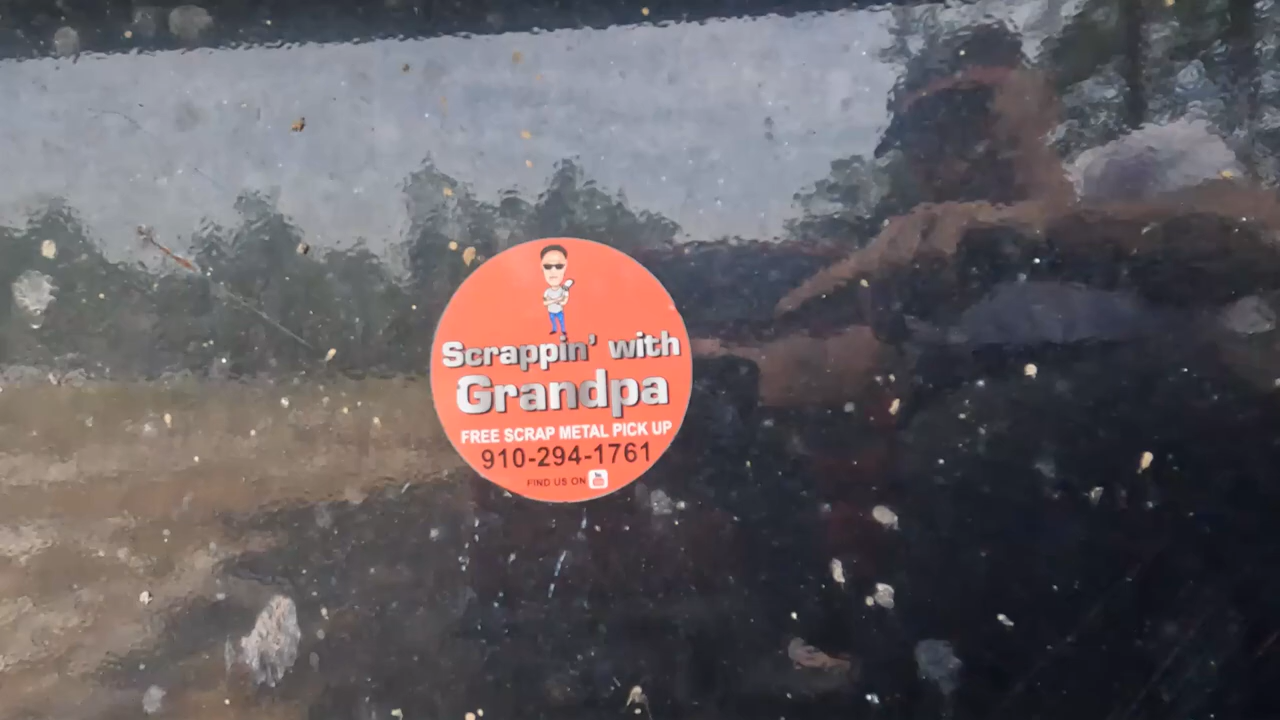 Scrappin' with
Grandpa
FREE SCRAP METAL PICK UP
910-294-1761
FIND US ON